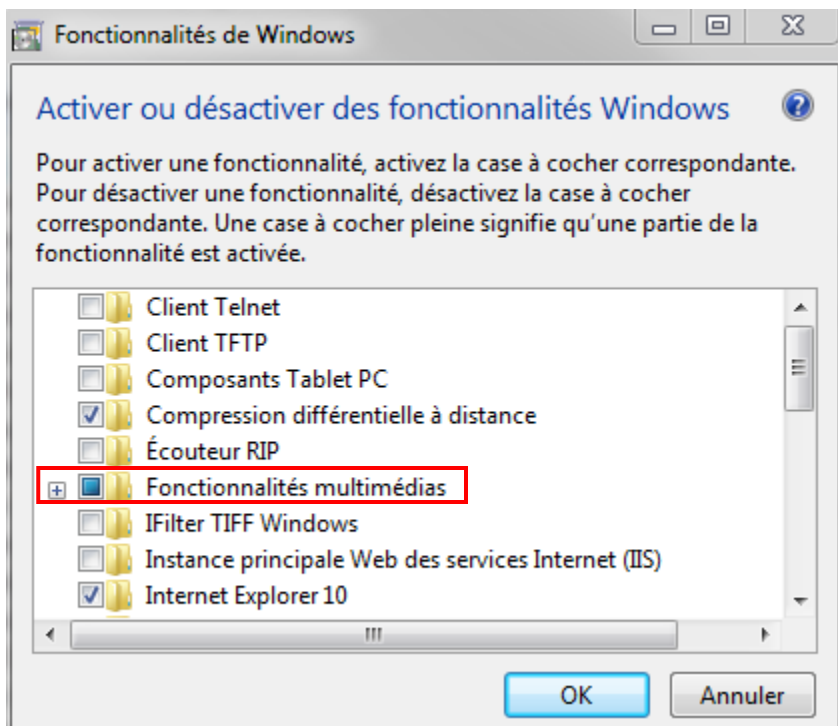 Fonctionnalités de Windows
Activer ou désactiver des fonctionnalités Windows
Pour activer une fonctionnalité, activez la case à cocher correspondante.
Pour désactiver une fonctionnalité, désactivez la case à cocher
correspondante. Une case à cocher pleine signifie qu'une partie de la
fonctionnalité est activée.
Client Telnet
Client TFTP
Composants Tablet PC
Compression différentielle à distance
Écouteur RIP
Fonctionnalités multimédias
IFilter TIFF Windows
Instance principale Web des services Internet (IIS)
Internet Explorer 10
OK
Annuler